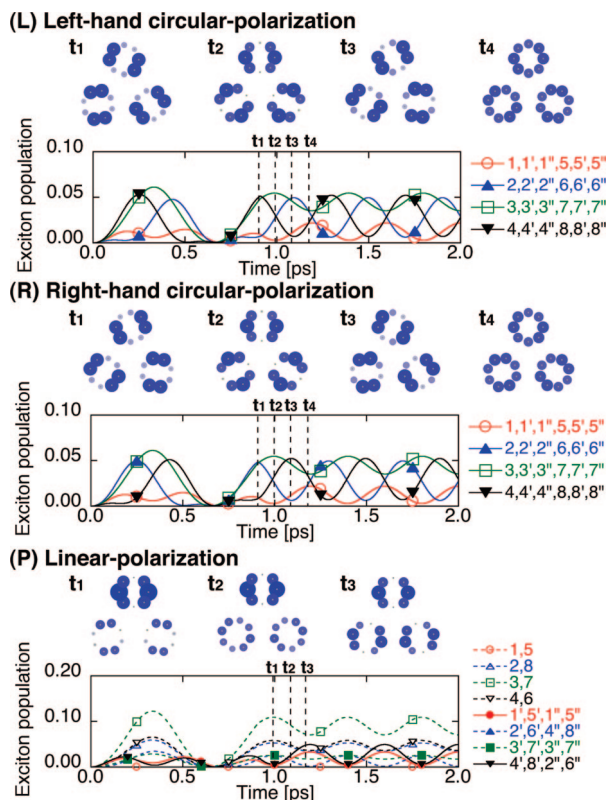 (L) Left-hand circular-polarization
t1 t2 t3 t4
t1 t2 t3 t4
0.10
0.05
0.00
Exciton population
0.0 0.5 1.0 1.5 2.0
Time [ps]
1,1',1",5,5',5"
2,2',2",6,6',6"
3,3',3",7,7',7"
4,4',4",8,8',8"
(R) Right-hand circular-polarization
t1 t2 t3 t4
t1 t2 t3 t4
0.10
0.05
0.00
Exciton population
0.0 0.5 1.0 1.5 2.0
Time [ps]
1,1',1",5,5',5"
2,2',2",6,6',6"
3,3',3",7,7',7"
4,4',4",8,8',8"
(P) Linear-polarization
t1 t2 t3
t1 t2 t3
0.20
0.10
0.00
Exciton population
0.0 0.5 1.0 1.5 2.0
Time [ps]
1,5
2,8
3,7
4,6
1',5',1",5"
2',6',4",8"
3',7',3",7"
4',8',2",6"